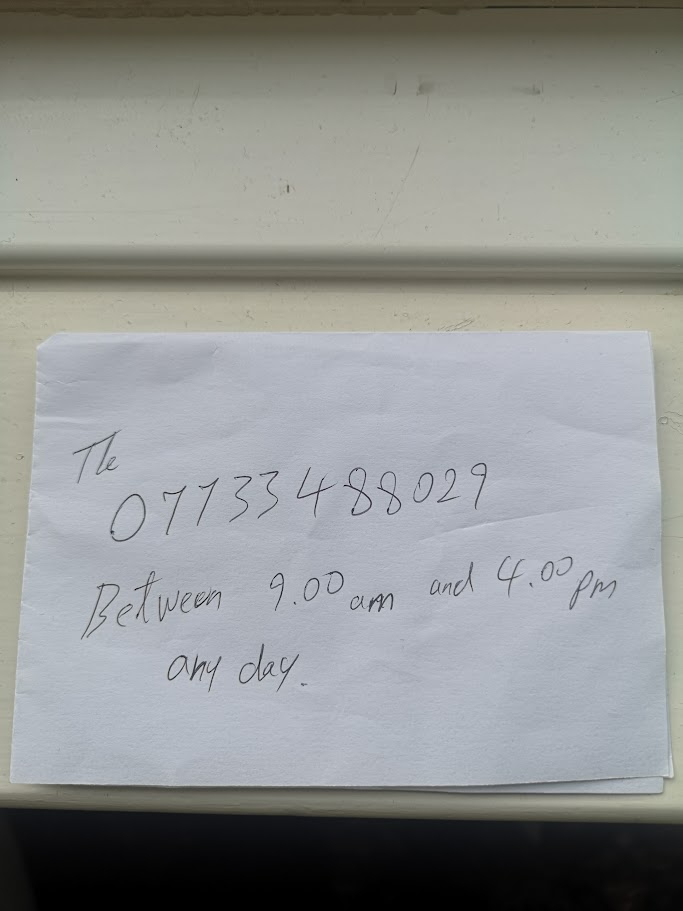 Tle
07733488029
Between 9.00 am and 4.00 pm
any day.